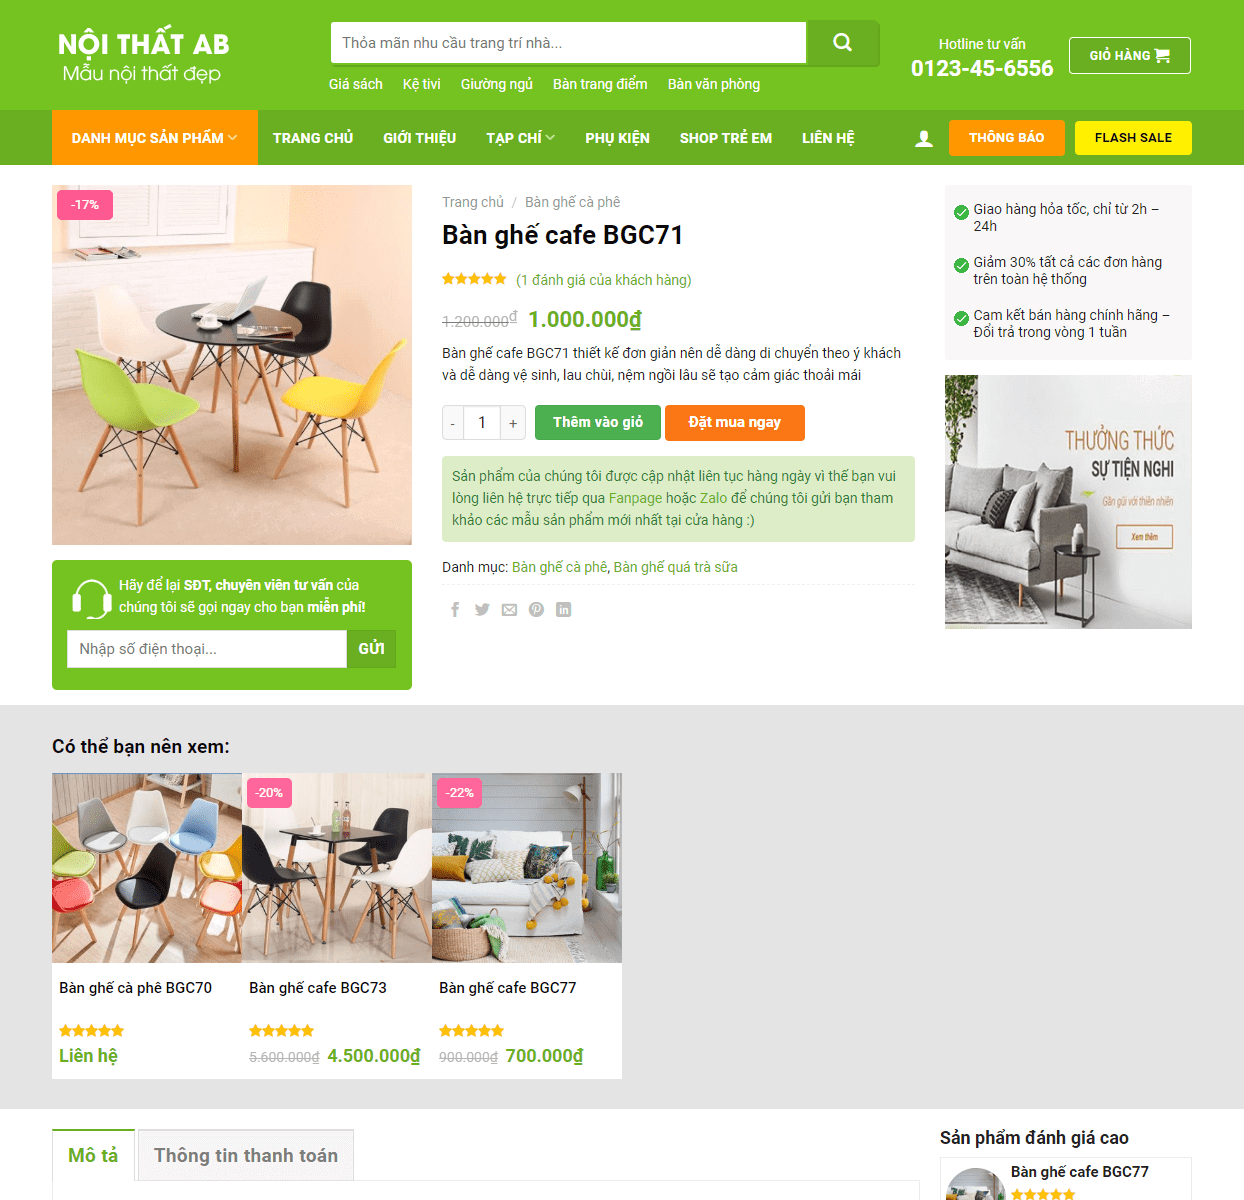 NỘI THẤT AB
Mẫu nội thất đẹp
Thỏa mãn nhu cầu trang trí nhà...
Giá sách Kệ tivi Giường ngủ Bàn trang điểm Bàn văn phòng
Hotline tư vấn
0123-45-6556
GIỎ HÀNG
DANH MỤC SẢN PHẨM TRANG CHỦ GIỚI THIỆU TẠP CHÍ PHỤ KIỆN SHOP TRẺ EM LIÊN HỆ THÔNG BÁO FLASH SALE
-17%
Trang chủ / Bàn ghế cà phê
Bàn ghế cafe BGC71
(1 đánh giá của khách hàng)
1.200.000₫ 1.000.000₫
Bàn ghế cafe BGC71 thiết kế đơn giản nên dễ dàng di chuyển theo ý khách
và dễ dàng vệ sinh, lau chùi, nệm ngồi lâu sẽ tạo cảm giác thoải mái
- 1 + Thêm vào giỏ Đặt mua ngay
Sản phẩm của chúng tôi được cập nhật liên tục hàng ngày vì thế bạn vui
lòng liên hệ trực tiếp qua Fanpage hoặc Zalo để chúng tôi gửi bạn tham
khảo các mẫu sản phẩm mới nhất tại cửa hàng :)
Danh mục: Bàn ghế cà phê, Bàn ghế quá trà sữa
Giao hàng hỏa tốc, chỉ từ 2h –
24h
Giảm 30% tất cả các đơn hàng
trên toàn hệ thống
Cam kết bán hàng chính hãng –
Đổi trả trong vòng 1 tuần
THƯỞNG THỨC
SỰ TIỆN NGHI
Gần gũi với thiên nhiên
Xem thêm
Hãy để lại SĐT, chuyên viên tư vấn của
chúng tôi sẽ gọi ngay cho bạn miễn phí!
Nhập số điện thoại... GỬI
Có thể bạn nên xem:
-20% -22%
Bàn ghế cà phê BGC70 Bàn ghế cafe BGC73 Bàn ghế cafe BGC77
Liên hệ 5.600.000₫ 4.500.000₫ 900.000₫ 700.000₫
Mô tả Thông tin thanh toán
Sản phẩm đánh giá cao
Bàn ghế cafe BGC77